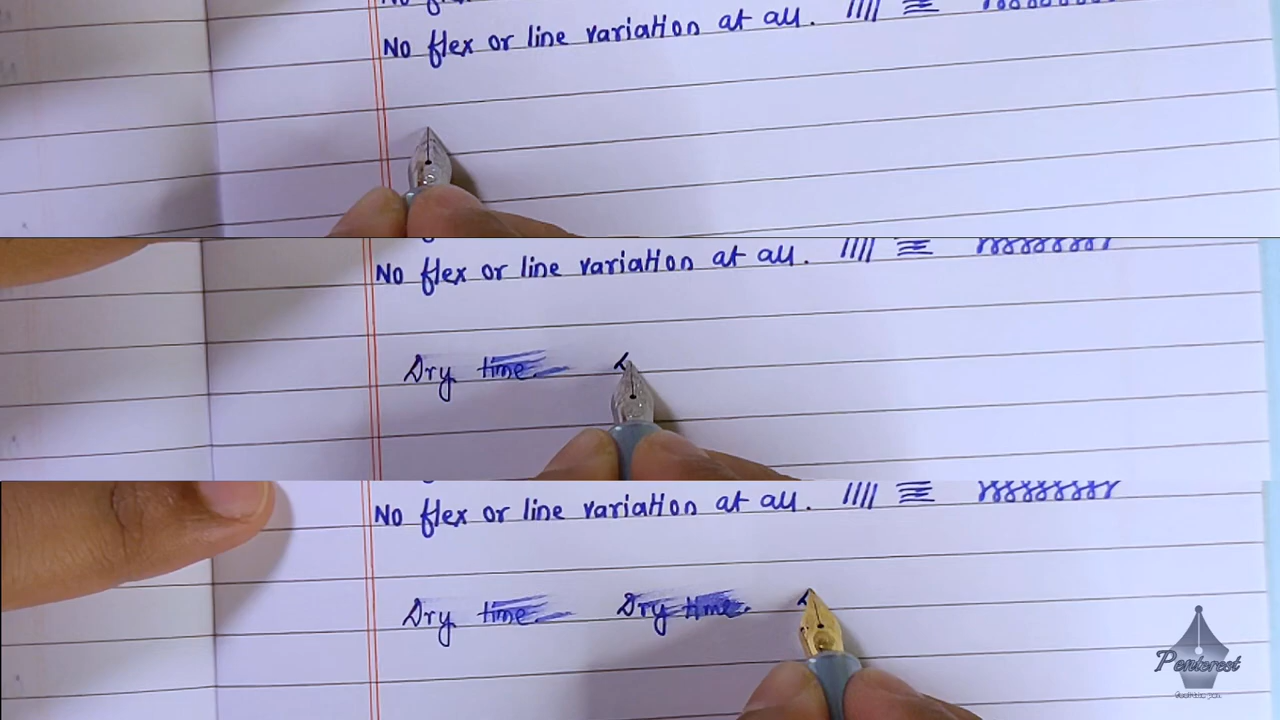 No flex or line variation at all.
No flex or line variation at all.
Dry time
No flex or line variation at all.
Dry time Dry time.
Penterest